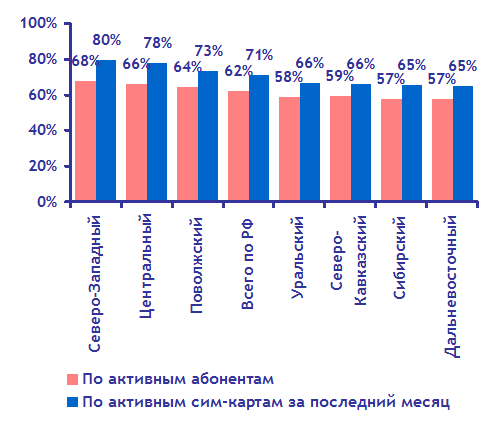 100%
80%
60%
40%
20%
0%
68%
80%
66%
78%
64%
73%
62%
71%
58%
66%
59%
66%
57%
65%
57%
65%
Северо-Западный
Центральный
Поволжский
Всего по РФ
Уральский
Северо-
Кавказский
Сибирский
Дальневосточный
По активным абонентам
По активным сим-картам за последний месяц